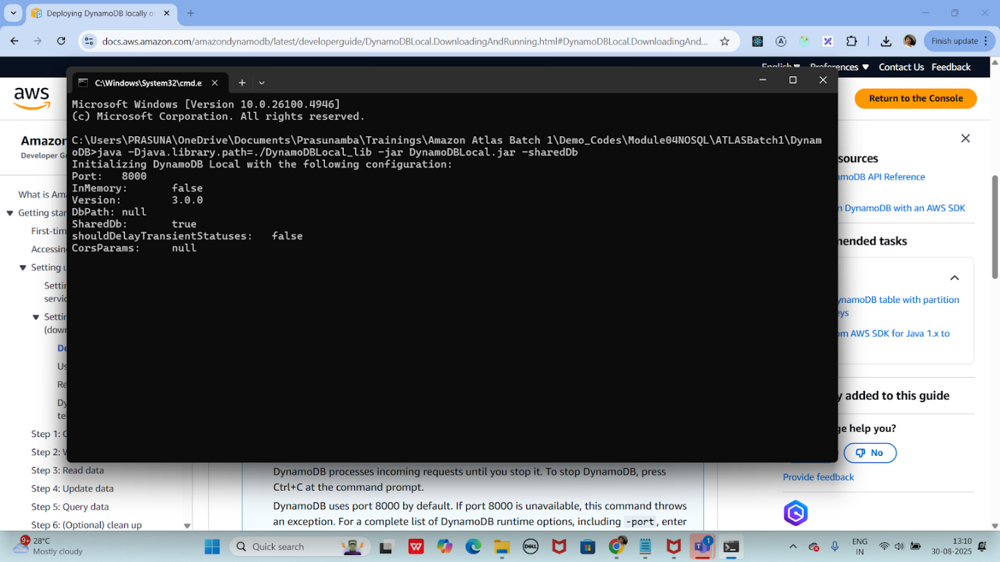 Deploying DynamoDB locally o
docs.aws.amazon.com/amazondynamodb/latest/developerguide/DynamoDBLocal.DownloadingAndRunning.html#DynamoDBLocal.DownloadingAnd...
Finish update
English Preferences Contact Us Feedback
aws
Return to the Console
C:\Windows\System32\cmd.e
Microsoft Windows [Version 10.0.26100.4946]
(c) Microsoft Corporation. All rights reserved.
C:\Users\PRASUNA\OneDrive\Documents\Prasunamba\Trainings\Amazon Atlas Batch 1\Demo_Codes\Module04NOSQL\ATLASBatch1\Dynam
oDB>java -Djava.library.path=./DynamoDBLocal_lib -jar DynamoDBLocal.jar -sharedDb
Initializing DynamoDB Local with the following configuration:
Port: 8000
InMemory: false
Version: 3.0.0
DbPath: null
SharedDb: true
shouldDelayTransientStatuses: false
CorsParams: null
Amazon
Developer Gu
What is Ama
Getting star
First-tim
Accessin
Setting u
Settin
servic
Settin
(down
De
Us
Re
Dy
te
Step 1: C
Step 2: W
Step 3: Read data
Step 4: Update data
Step 5: Query data
Step 6: (Optional) clean up
sources
moDB API Reference
n DynamoDB with an AWS SDK
mended tasks
ynamoDB table with partition
eys
om AWS SDK for Java 1.x to
y added to this guide
ge help you?
No
Provide feedback
DynamoDB processes incoming requests until you stop it. To stop DynamoDB, press
Ctrl+C at the command prompt.
DynamoDB uses port 8000 by default. If port 8000 is unavailable, this command throws
an exception. For a complete list of DynamoDB runtime options, including -port, enter
9+
28°C
Mostly cloudy
Quick search
DELL
1
ENG
IN
13:10
30-08-2025